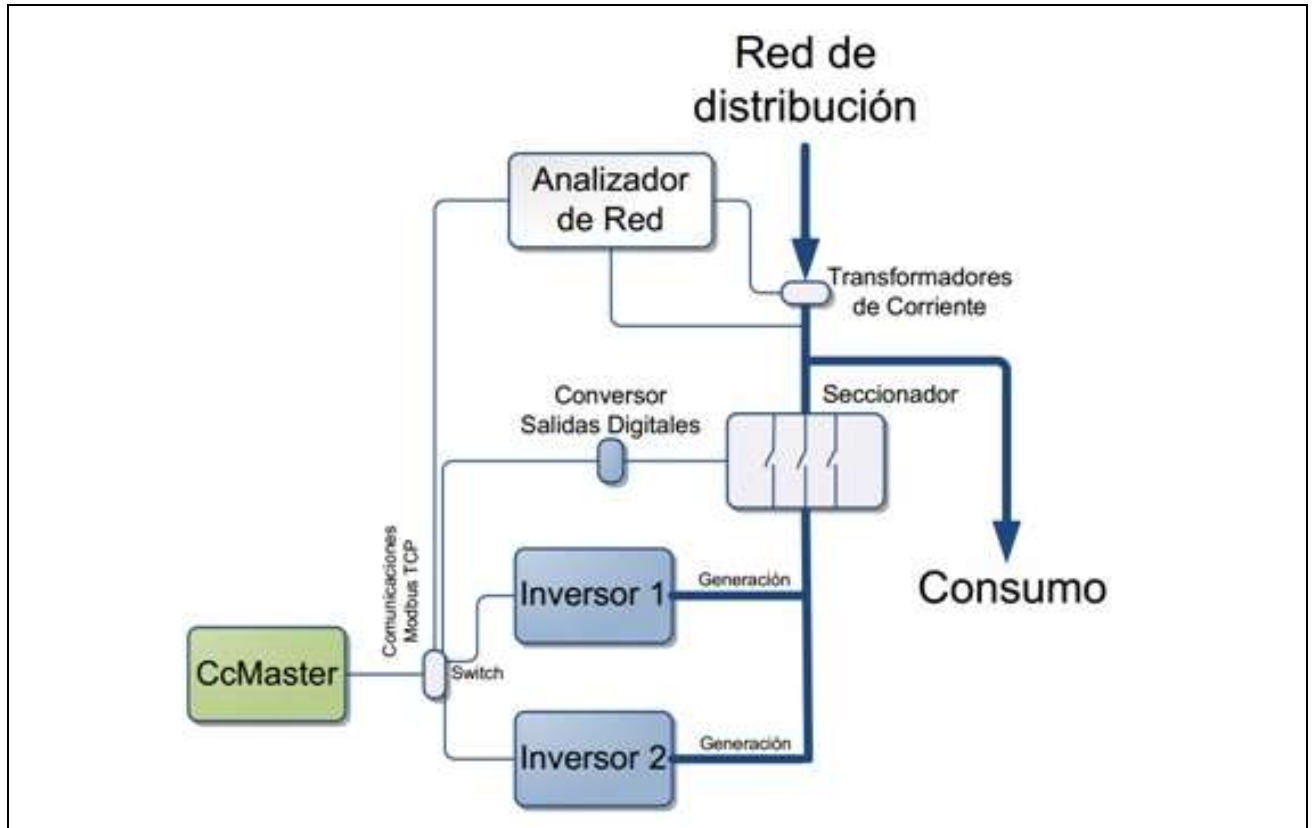 Red de
distribución
Analizador
de Red
Transformadores
de Corriente
Conversor
Salidas Digitales
Seccionador
Comunicaciones
Modbus TCP
Inversor 1
Generación
Consumo
CcMaster
Switch
Inversor 2
Generación